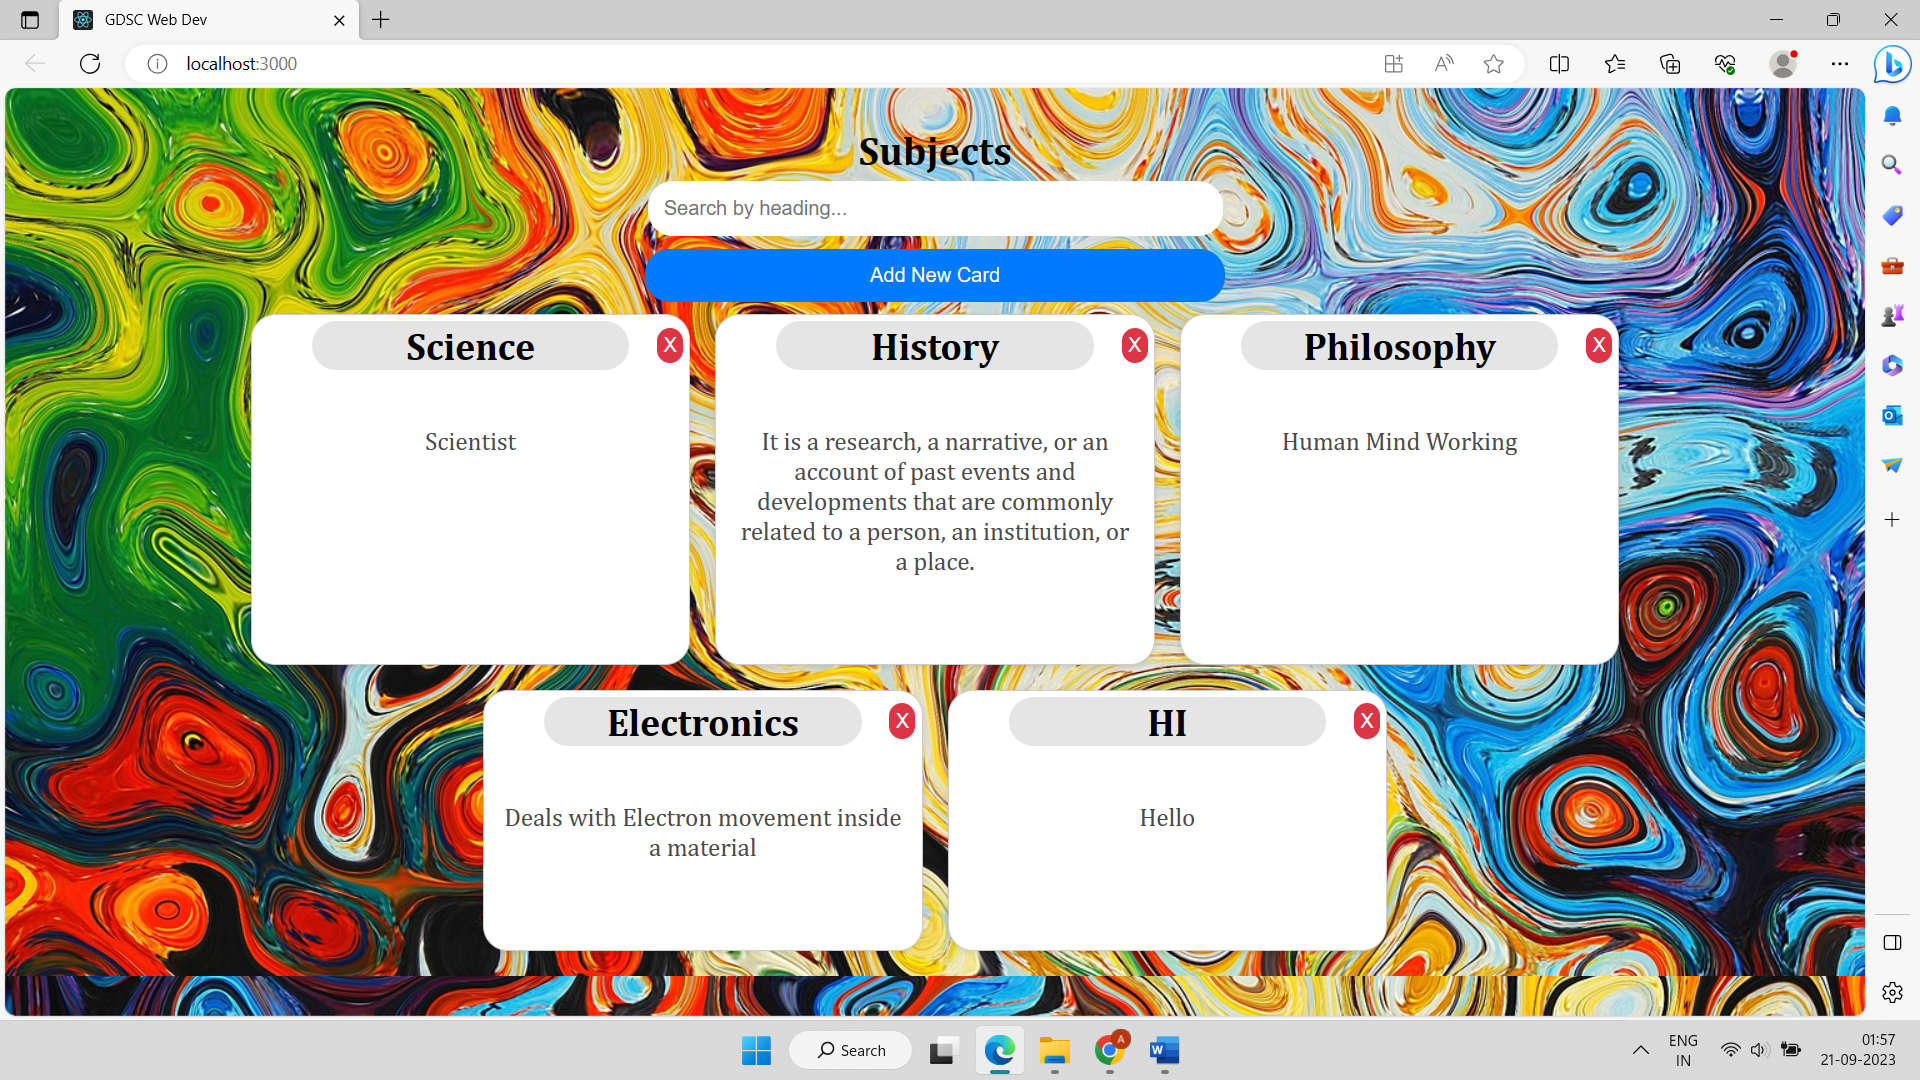 GDSC Web Dev
localhost:3000
Subjects
Search by heading...
Add New Card
Science
X
History
X
Philosophy
X
Scientist
It is a research, a narrative, or an
account of past events and
developments that are commonly
related to a person, an institution, or
a place.
Human Mind Working
Electronics
X
HI
X
Deals with Electron movement inside
a material
Hello
Search
A
W
ENG
IN
01:57
21-09-2023